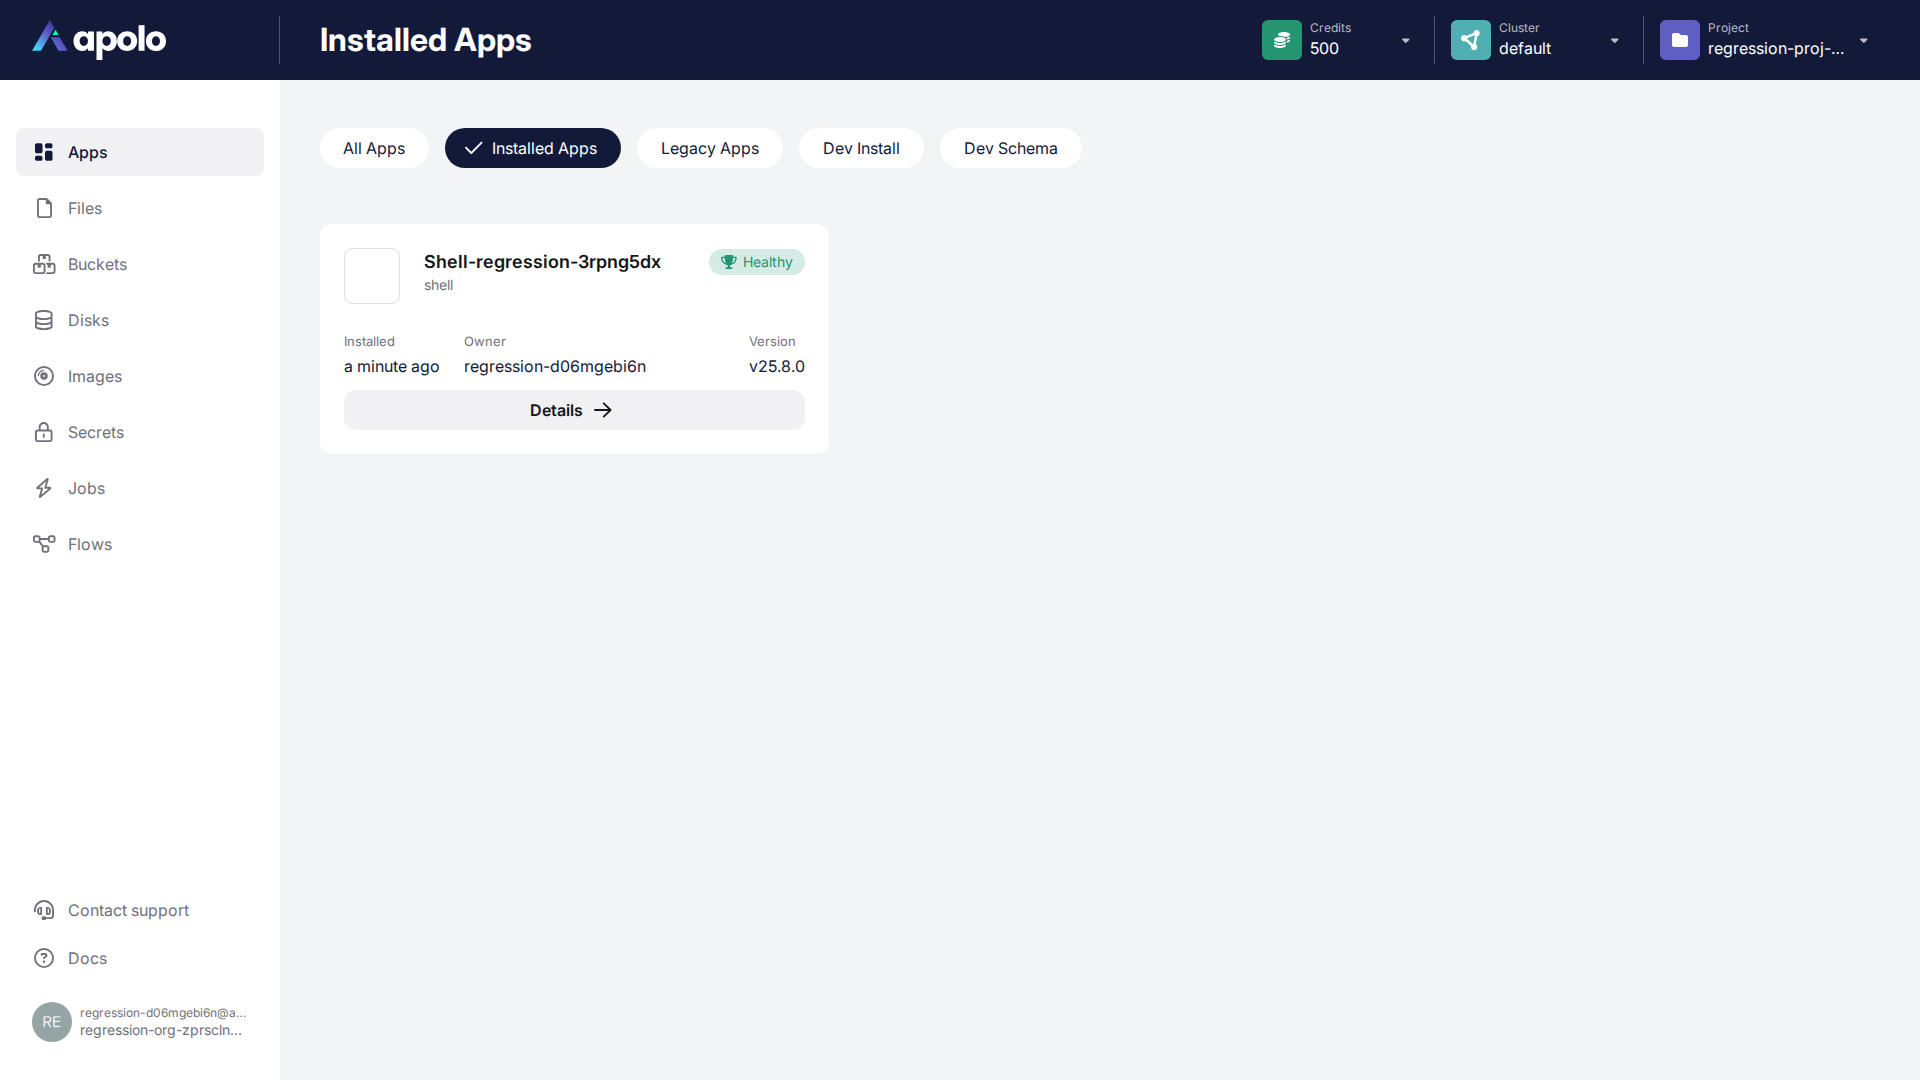 apolo
Installed Apps
Credits
500
Cluster
default
Project
regression-proj-...
Apps
Files
Buckets
Disks
Images
Secrets
Jobs
Flows
Contact support
Docs
RE
regression-d06mgebi6n@a...
regression-org-zprscln...
All Apps
Installed Apps
Legacy Apps
Dev Install
Dev Schema
Shell-regression-3rpng5dx
Healthy
shell
Installed
Owner
Version
a minute ago
regression-d06mgebi6n
v25.8.0
Details